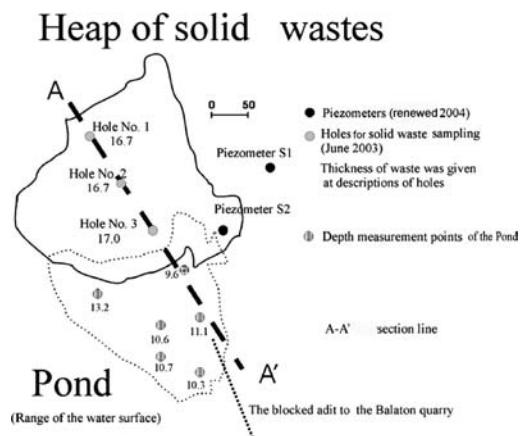 Heap of solid wastes
A
0 50
Hole No. 1
16.7
Hole No. 2
16.7
Hole No. 3
17.0
Piezometer S1
Piezometer S2
Piezometers (renewed 2004)
Holes for solid waste sampling
(June 2003)
Thickness of waste was given
at descriptions of holes
Depth measurement points of the Pond
9.6
13.2
11.1
10.6
10.7
10.3
A-A' section line
A'
Pond
(Range of the water surface)
The blocked adit to the Balaton quarry